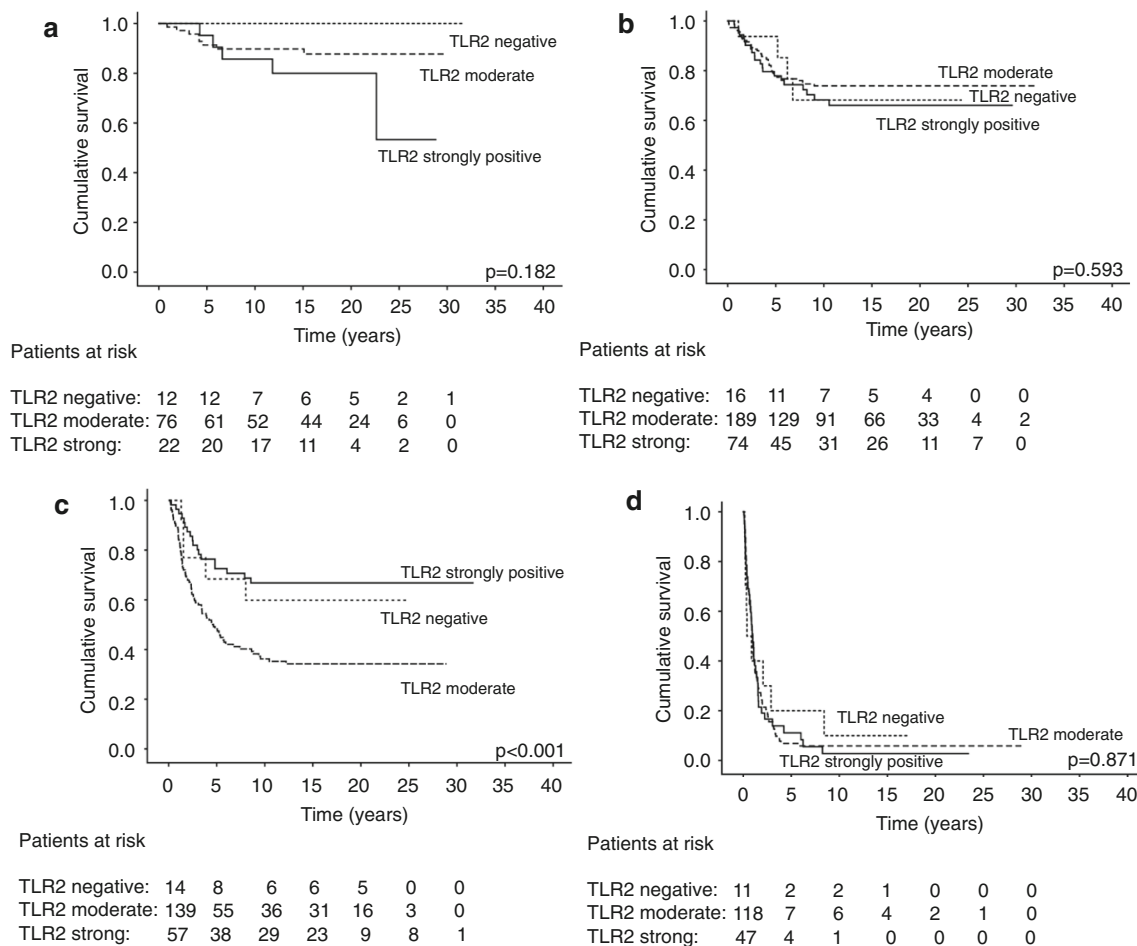 a
Cumulative survival
1.0
0.8
0.6
0.4
0.2
0.0
TLR2 negative
TLR2 moderate
TLR2 strongly positive
p=0.182
0 5 10 15 20 25 30 35 40
Time (years)
Patients at risk
TLR2 negative: 12 12 7 6 5 2 1
TLR2 moderate: 76 61 52 44 24 6 0
TLR2 strong: 22 20 17 11 4 2 0
b
Cumulative survival
1.0
0.8
0.6
0.4
0.2
0.0
TLR2 moderate
TLR2 negative
TLR2 strongly positive
p=0.593
0 5 10 15 20 25 30 35 40
Time (years)
Patients at risk
TLR2 negative: 16 11 7 5 4 0 0
TLR2 moderate: 189 129 91 66 33 4 2
TLR2 strong: 74 45 31 26 11 7 0
c
Cumulative survival
1.0
0.8
0.6
0.4
0.2
0.0
TLR2 strongly positive
TLR2 negative
TLR2 moderate
p<0.001
0 5 10 15 20 25 30 35 40
Time (years)
Patients at risk
TLR2 negative: 14 8 6 6 5 0 0
TLR2 moderate: 139 55 36 31 16 3 0
TLR2 strong: 57 38 29 23 9 8 1
d
Cumulative survival
1.0
0.8
0.6
0.4
0.2
0.0
TLR2 negative
TLR2 moderate
TLR2 strongly positive
p=0.871
0 5 10 15 20 25 30 35 40
Time (years)
Patients at risk
TLR2 negative: 11 2 2 1 0 0 0
TLR2 moderate: 118 7 6 4 2 1 0
TLR2 strong: 47 4 1 0 0 0 0